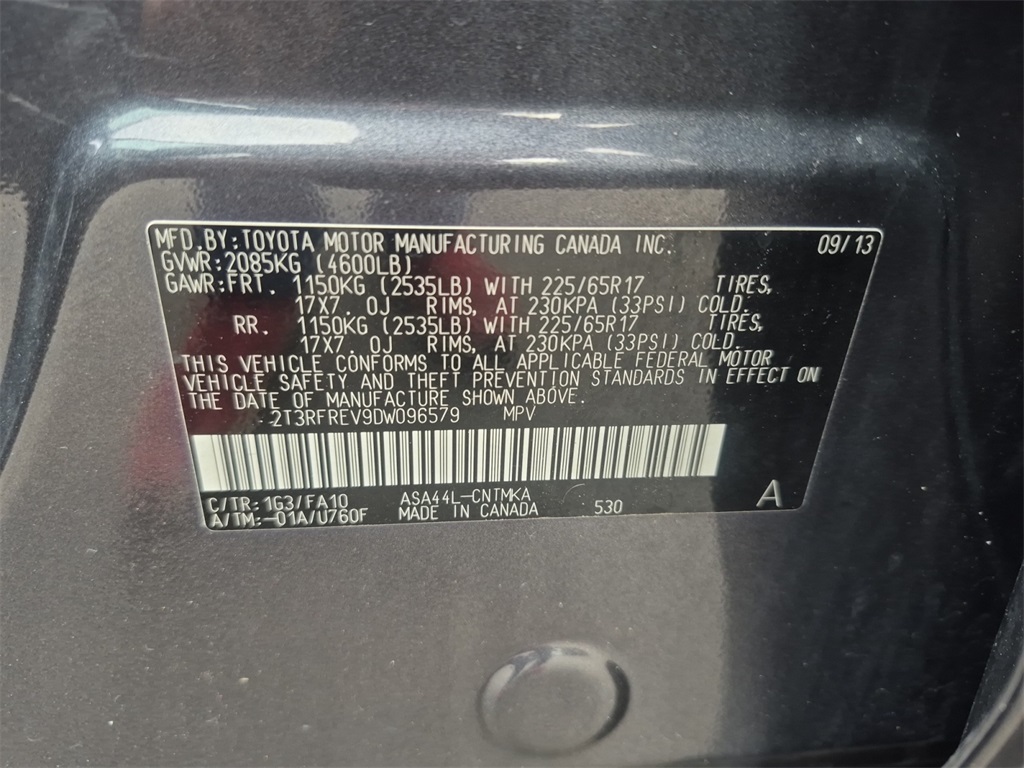 MFD.BY:TOYOTA MOTOR MANUFACTURING CANADA INC. 09/13
GVWR:2085KG (4600LB)
GAWR:FRT. 1150KG (2535LB) WITH 225/65R17 TIRES,
17X7.0J RIMS, AT 230KPA (33PSI) COLD.
RR. 1150KG (2535LB) WITH 225/65R17 TIRES,
17X7.0J RIMS, AT 230KPA (33PSI) COLD.
THIS VEHICLE CONFORMS TO ALL APPLICABLE FEDERAL MOTOR
VEHICLE SAFETY AND THEFT PREVENTION STANDARDS IN EFFECT ON
THE DATE OF MANUFACTURE SHOWN ABOVE.
2T3RFREV9DW096579 MPV
C/TR:1G3/FA10 ASA44L-CNTMKA 530 A
A/TM:-01A/U760F MADE IN CANADA